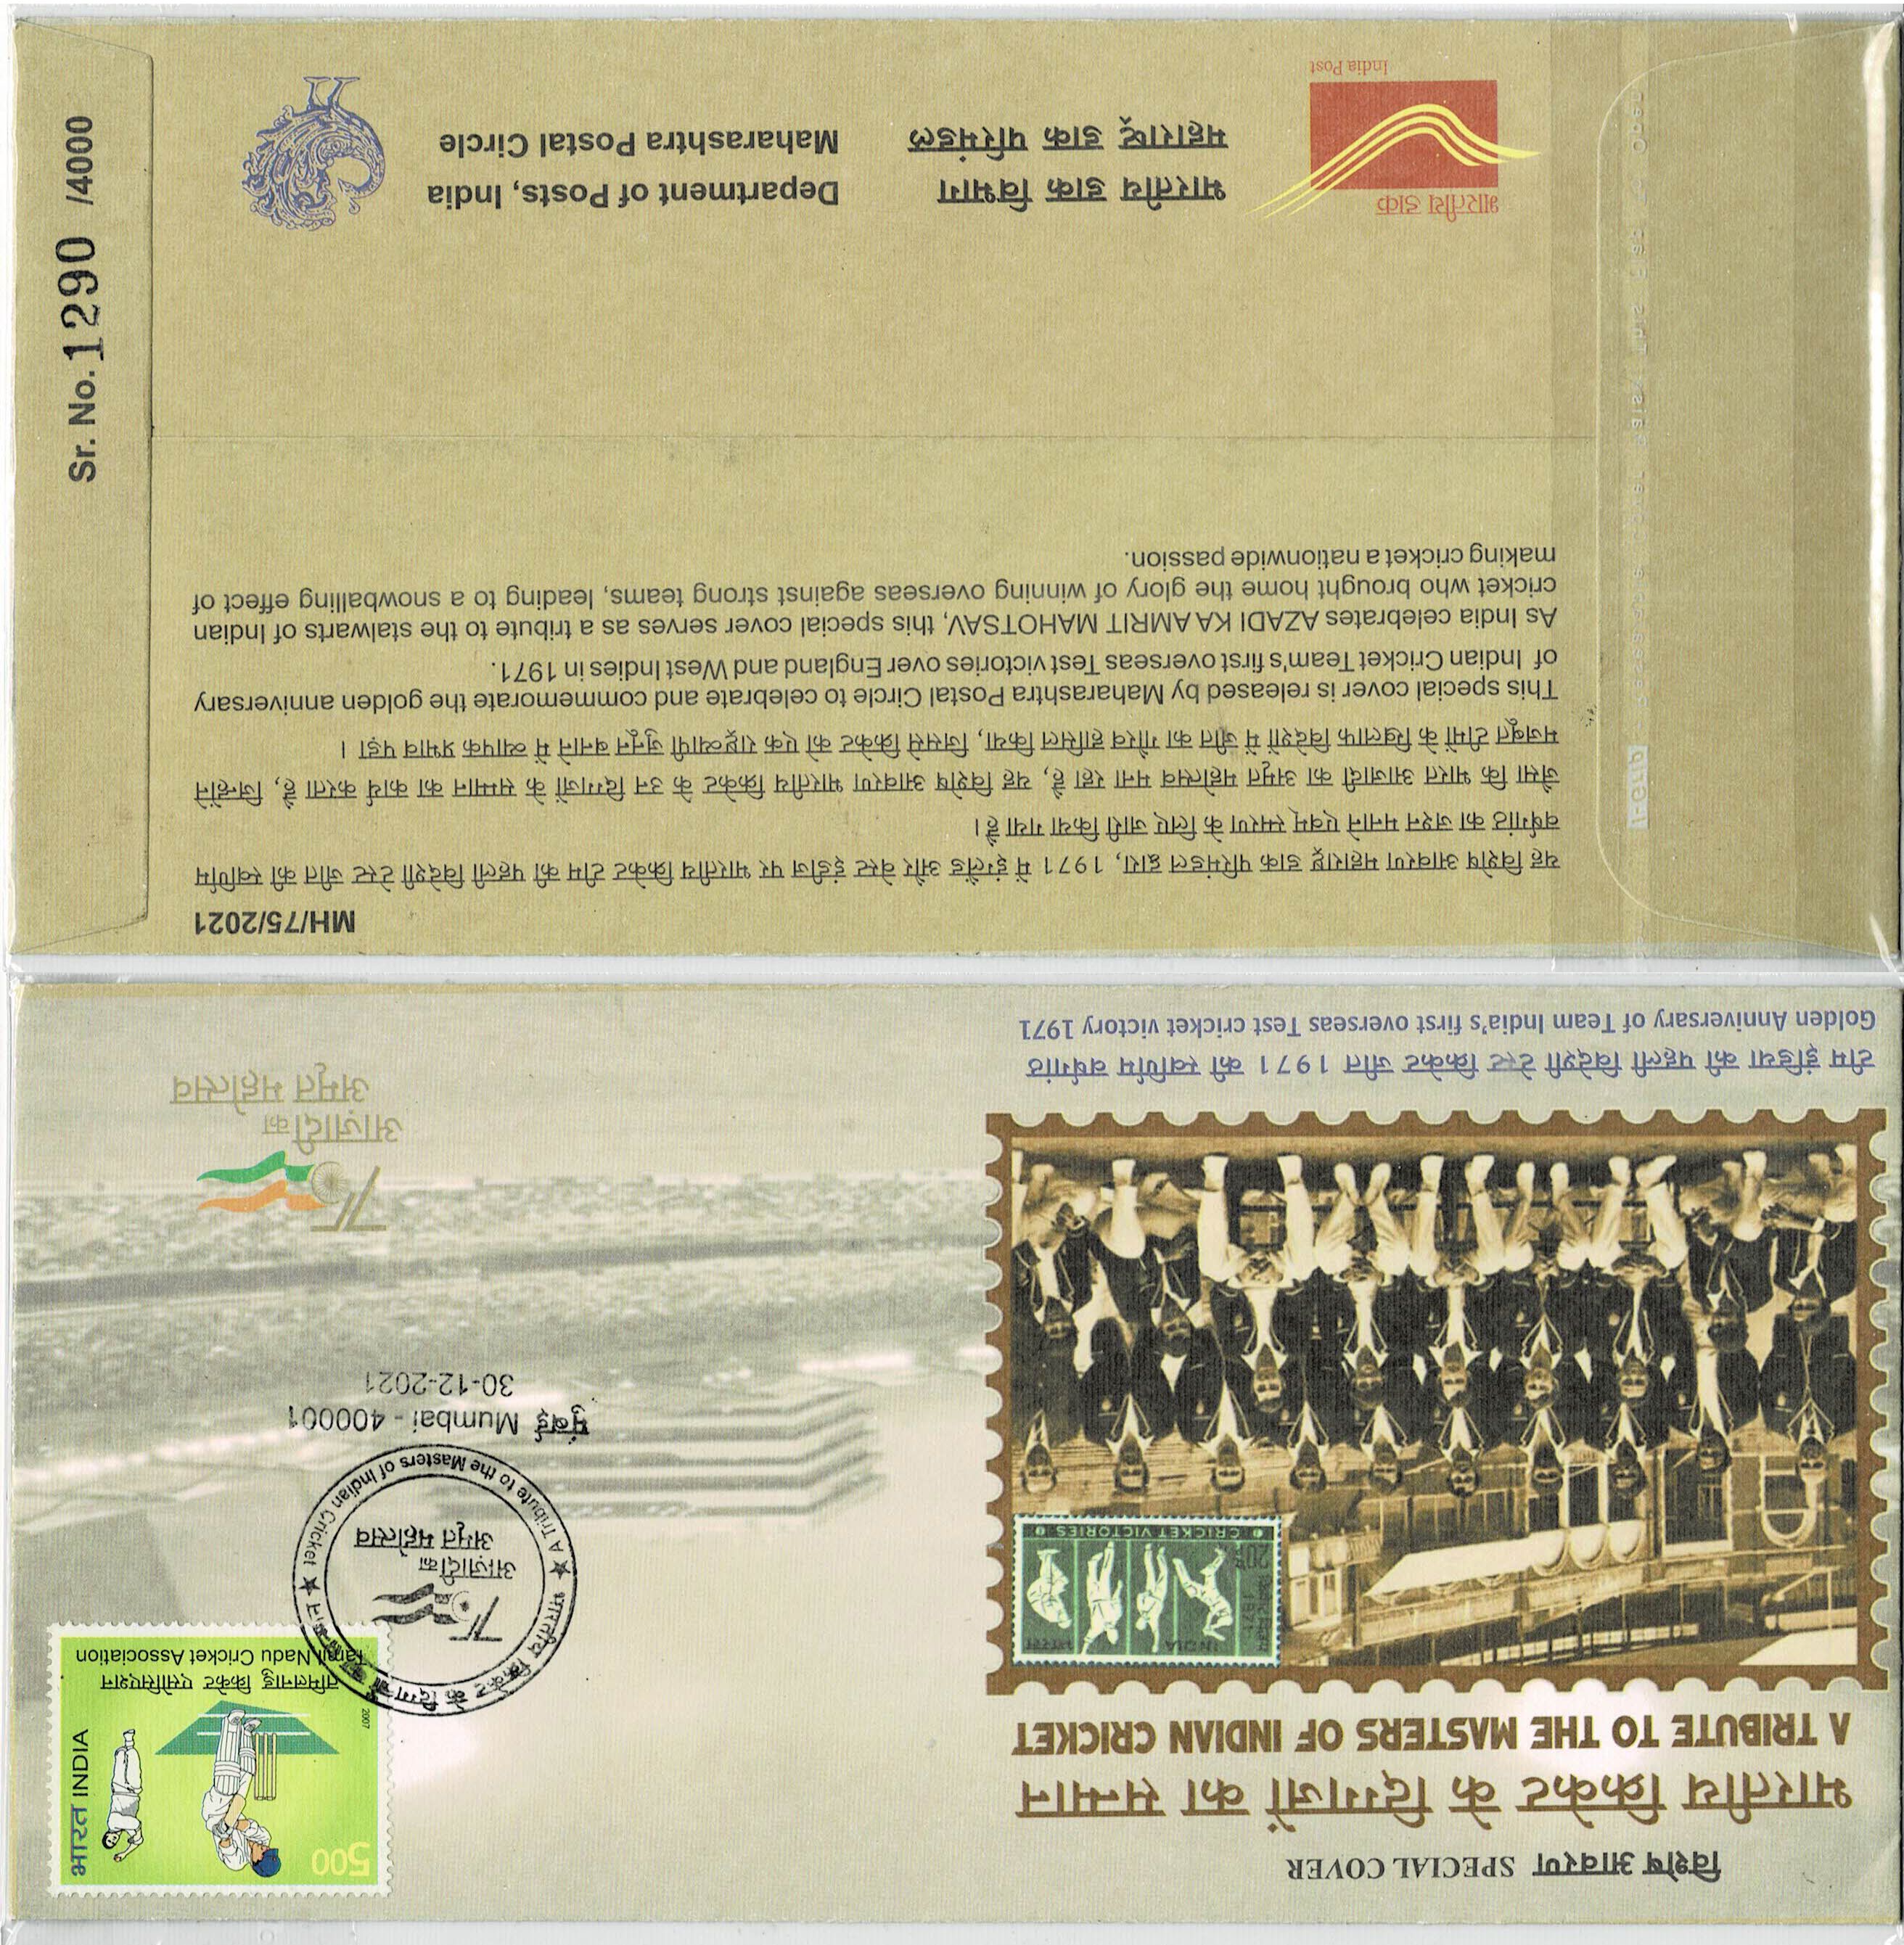 विशेष आवरण SPECIAL COVER
भारतीय क्रिकेट के दिग्गजों का सन्मान
A TRIBUTE TO THE MASTERS OF INDIAN CRICKET
INDIA भारत
1971
20
CRICKET VICTORIES
टीम इंडिया की पहली विदेशी टेस्ट क्रिकेट जीत 1971 की स्वर्णिम वर्षगांठ
Golden Anniversary of Team India's first overseas Test cricket victory 1971
500
भारत INDIA
2007
तमिलनाडु क्रिकेट एसोसिएशन
Tamil Nadu Cricket Association
भारतीय क्रिकेट के दिग्गजों का सन्मान
75
आज़ादी का
अमृत महोत्सव
A Tribute to the Masters of Indian Cricket
मुंबई Mumbai - 400001
30-12-2021
75
आज़ादी का
अमृत महोत्सव
MH/75/2021
यह विशेष आवरण महाराष्ट्र डाक परिमंडल द्वारा, 1971 में इंग्लैंड और वेस्ट इंडीज पर भारतीय क्रिकेट टीम की पहली विदेशी टेस्ट जीत की स्वर्णिम
वर्षगांठ का जश्न मनाने एवम् स्मरण के लिए जारी किया गया है।
जैसा कि भारत आजादी का अमृत महोत्सव मना रहा है, यह विशेष आवरण भारतीय क्रिकेट के उन दिग्गजों के सम्मान का कार्य करता है, जिन्होंने
मजबूत टीमों के खिलाफ विदेशों में जीत का गौरव हासिल किया, जिससे क्रिकेट को एक राष्ट्रव्यापी जुनून बनाने में व्यापक प्रभाव पड़ा ।
This special cover is released by Maharashtra Postal Circle to celebrate and commemorate the golden anniversary
of Indian Cricket Team's first overseas Test victories over England and West Indies in 1971.
As India celebrates AZADI KA AMRIT MAHOTSAV, this special cover serves as a tribute to the stalwarts of Indian
cricket who brought home the glory of winning overseas against strong teams, leading to a snowballing effect of
making cricket a nationwide passion.
Sr. No. 1290 /4000
भारतीय डाक
India Post
भारतीय डाक विभाग
महाराष्ट्र डाक परिमंडल
Department of Posts, India
Maharashtra Postal Circle